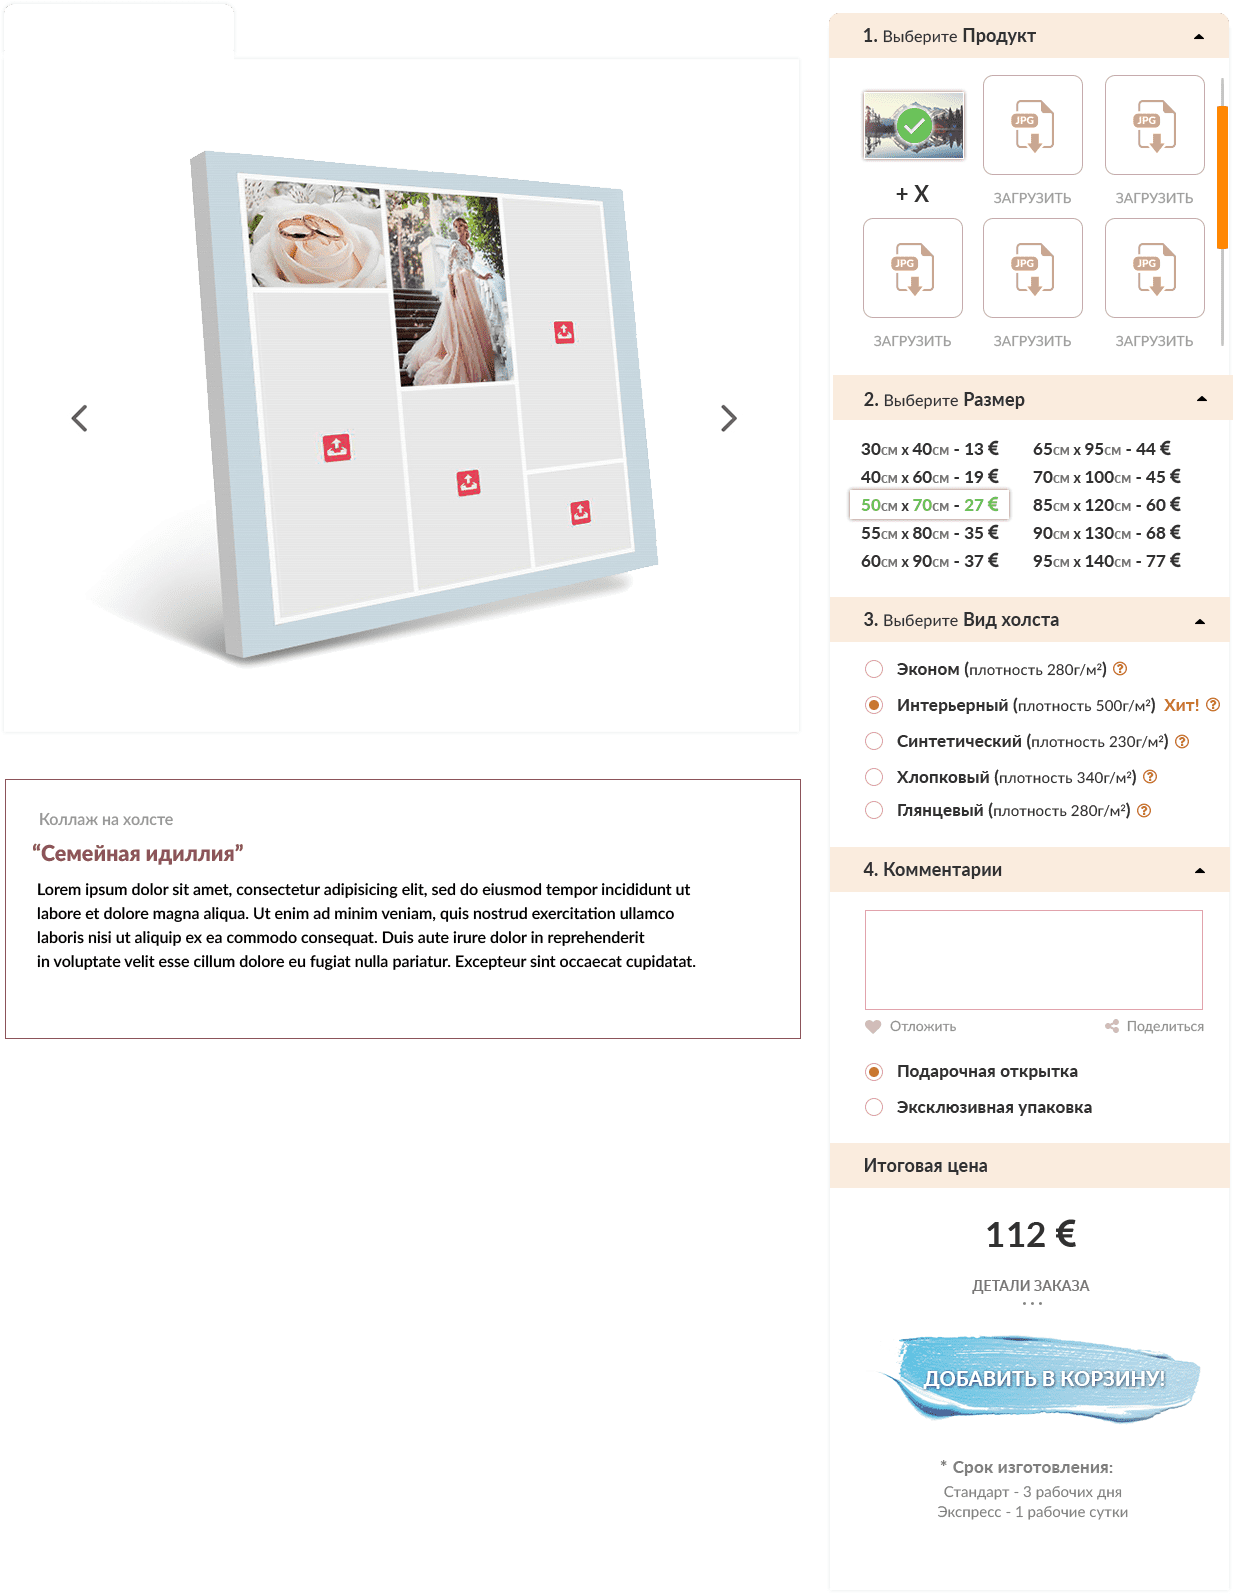 1. Выберите Продукт
JPG
JPG
+ X
ЗАГРУЗИТЬ
ЗАГРУЗИТЬ
JPG
JPG
JPG
ЗАГРУЗИТЬ
ЗАГРУЗИТЬ
ЗАГРУЗИТЬ
2. Выберите Размер
30см x 40см - 13 €
40см x 60см - 19 €
50см x 70см - 27 €
55см x 80см - 35 €
60см x 90см - 37 €
65см x 95см - 44 €
70см x 100см - 45 €
85см x 120см - 60 €
90см x 130см - 68 €
95см x 140см - 77 €
3. Выберите Вид холста
Эконом (плотность 280г/м²) ?
Интерьерный (плотность 500г/м²) Хит! ?
Синтетический (плотность 230г/м²) ?
Хлопковый (плотность 340г/м²) ?
Глянцевый (плотность 280г/м²) ?
4. Комментарии
Отложить
Поделиться
Подарочная открытка
Эксклюзивная упаковка
Итоговая цена
112 €
ДЕТАЛИ ЗАКАЗА
...
ДОБАВИТЬ В КОРЗИНУ!
* Срок изготовления:
Стандарт - 3 рабочих дня
Экспресс - 1 рабочие сутки
Коллаж на холсте
“Семейная идиллия”
Lorem ipsum dolor sit amet, consectetur adipisicing elit, sed do eiusmod tempor incididunt ut
labore et dolore magna aliqua. Ut enim ad minim veniam, quis nostrud exercitation ullamco
laboris nisi ut aliquip ex ea commodo consequat. Duis aute irure dolor in reprehenderit
in voluptate velit esse cillum dolore eu fugiat nulla pariatur. Excepteur sint occaecat cupidatat.